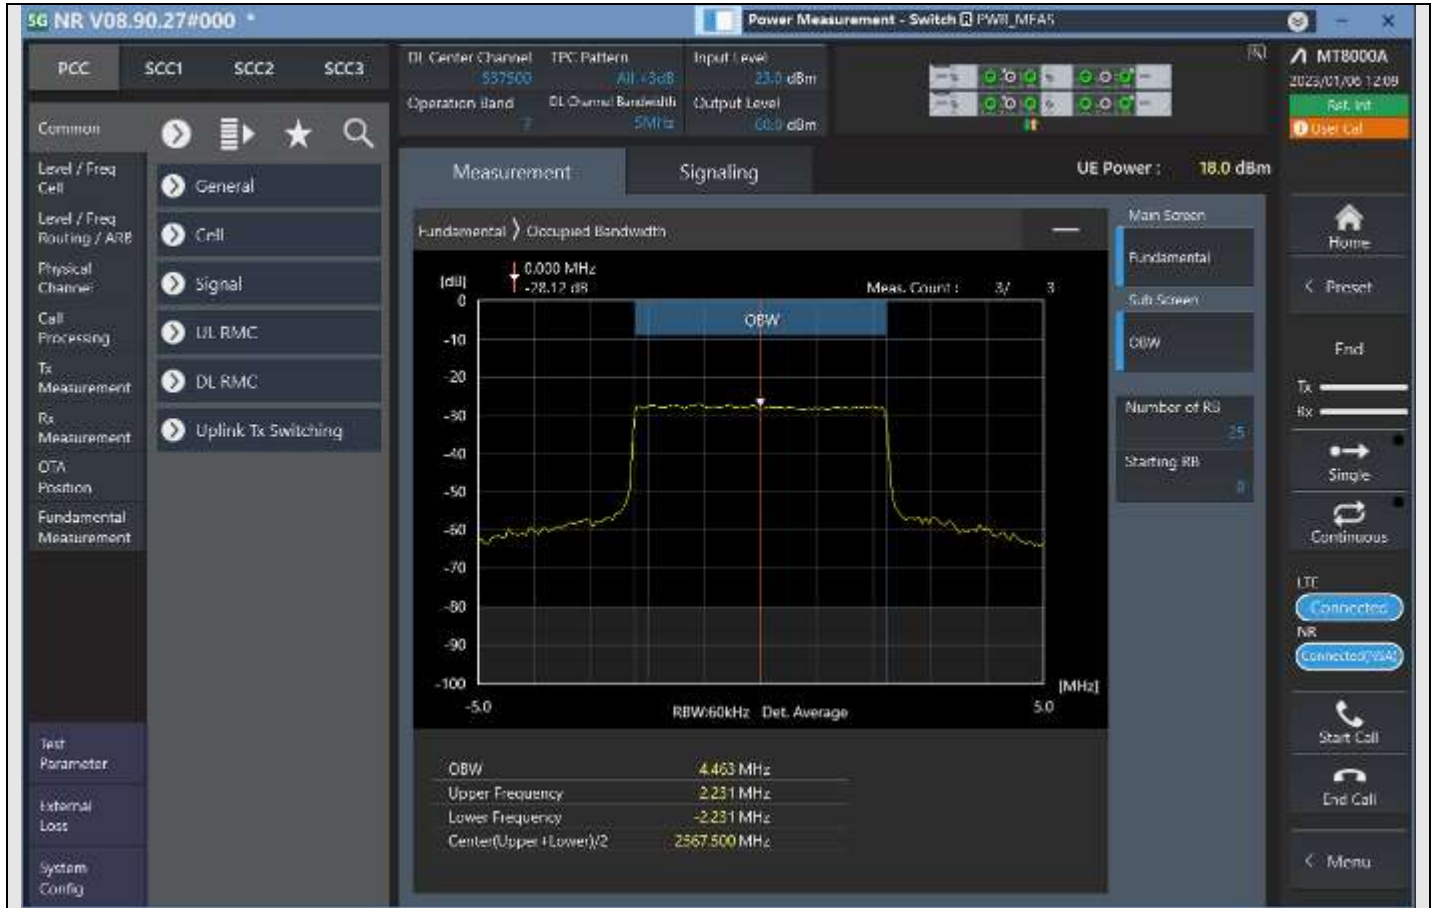 5G NR V08.90.27#000 *
Power Measurement - Switch PWR_MEAS
PCC
SCC1
SCC2
SCC3
DL Center Channel
537500
TPC Pattern
All +3dB
Input Level
23.0 dBm
Operation Band
7
DL Channel Bandwidth
5MHz
Output Level
dBm
MT8000A
2023/01/06 12:09
Ref. Int
User Cal
Common
Level / Freq
Cell
Level / Freq
Routing / ARB
Physical
Channel
Call
Processing
Tx
Measurement
Rx
Measurement
OTA
Position
Fundamental
Measurement
Test
Parameter
External
Loss
System
Config
General
Cell
Signal
UL RMC
DL RMC
Uplink Tx Switching
Measurement
Signaling
UE Power : 18.0 dBm
Fundamental
Occupied Bandwidth
[dB]
0.000 MHz
-28.12 dB
Meas. Count : 3/ 3
OBW
0
-10
-20
-30
-40
-50
-60
-70
-80
-90
-100
-5.0
RBW:60kHz Det. Average
5.0
[MHz]
OBW 4.463 MHz
Upper Frequency 2.231 MHz
Lower Frequency -2.231 MHz
Center(Upper+Lower)/2 2567.500 MHz
Main Screen
Fundamental
Sub Screen
OBW
Number of RB
25
Starting RB
0
Home
< Preset
End
Tx
Rx
Single
Continuous
LTE
Connected
NR
Connected(NSA)
Start Call
End Call
< Menu